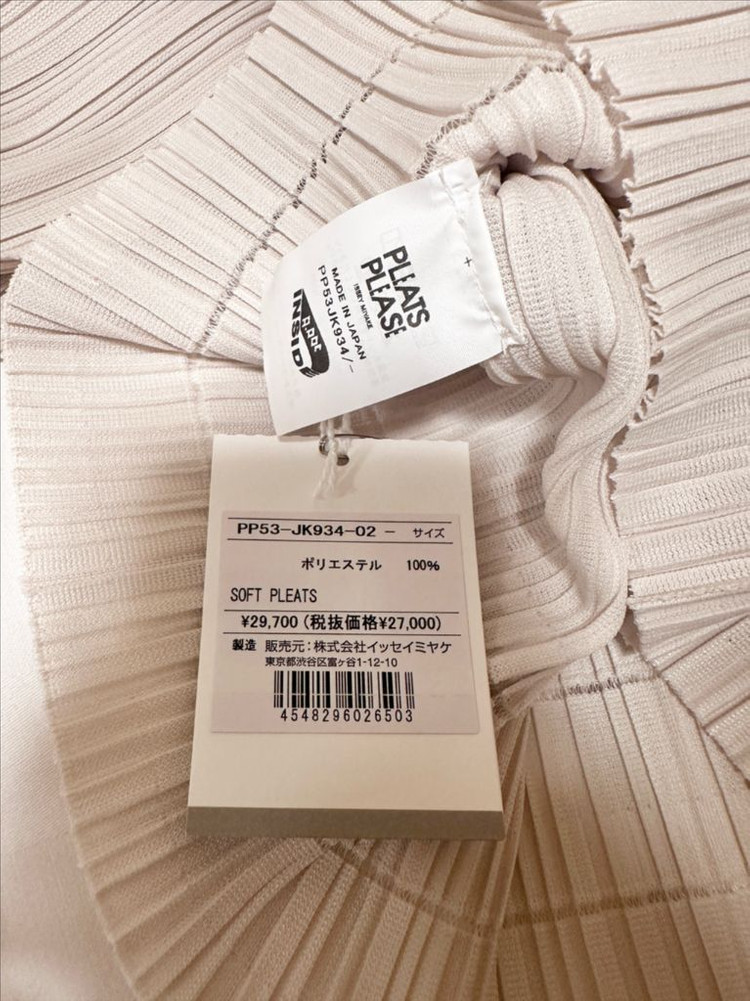 PLEATS
PLEASE
ISSEY MIYAKE
MADE IN JAPAN
PP53JK934/-
A-POC
INSIDE
PP53-JK934-02 - サイズ
ポリエステル 100%
SOFT PLEATS
¥29,700 (税抜価格¥27,000)
製造 販売元:株式会社イッセイミヤケ
東京都渋谷区富ヶ谷1-12-10
4548296026503